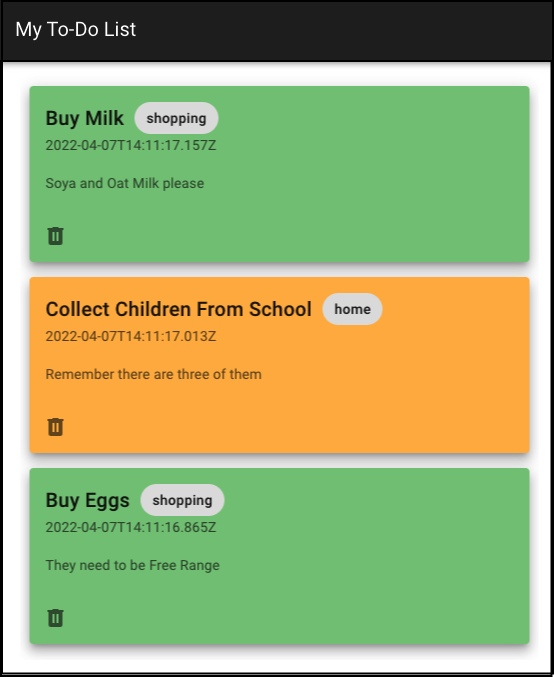 My To-Do List
Buy Milk shopping
2022-04-07T14:11:17.157Z
Soya and Oat Milk please
Collect Children From School home
2022-04-07T14:11:17.013Z
Remember there are three of them
Buy Eggs shopping
2022-04-07T14:11:16.865Z
They need to be Free Range